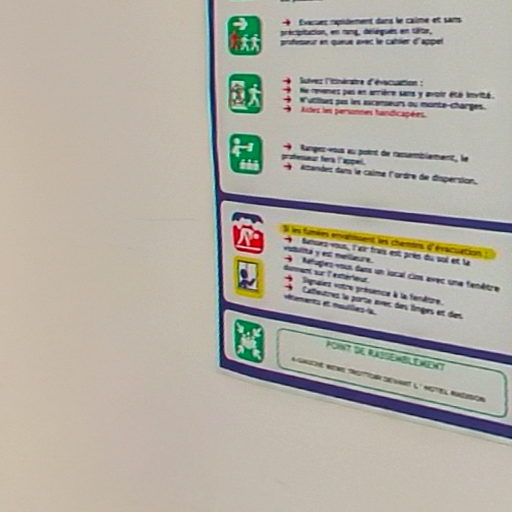 → Evacuez rapidement dans le calme et sans
précipitation, en rang, délégués en tête,
professeur en queue avec le cahier d'appel
→ Suivez l'itinéraire d'évacuation :
→ Ne revenez pas en arrière sans y avoir été invité.
→ N'utilisez pas les ascenseurs ou monte-charges.
→ Aidez les personnes handicapées.
→ Rangez-vous au point de rassemblement, le
professeur fera l'appel.
→ Attendez dans le calme l'ordre de dispersion.
Si les fumées envahissent les chemins d'évacuation :
→ Baissez-vous, l'air frais est près du sol et la
visibilité y est meilleure.
→ Réfugiez-vous dans un local clos avec une fenêtre
donnant sur l'extérieur.
→ Signalez votre présence à la fenêtre.
→ Calfeutrez la porte avec des linges et des
vêtements et mouillez-la.
POINT DE RASSEMBLEMENT
A GAUCHE MEME TROTTOIR DEVANT L' HOTEL RADISSON